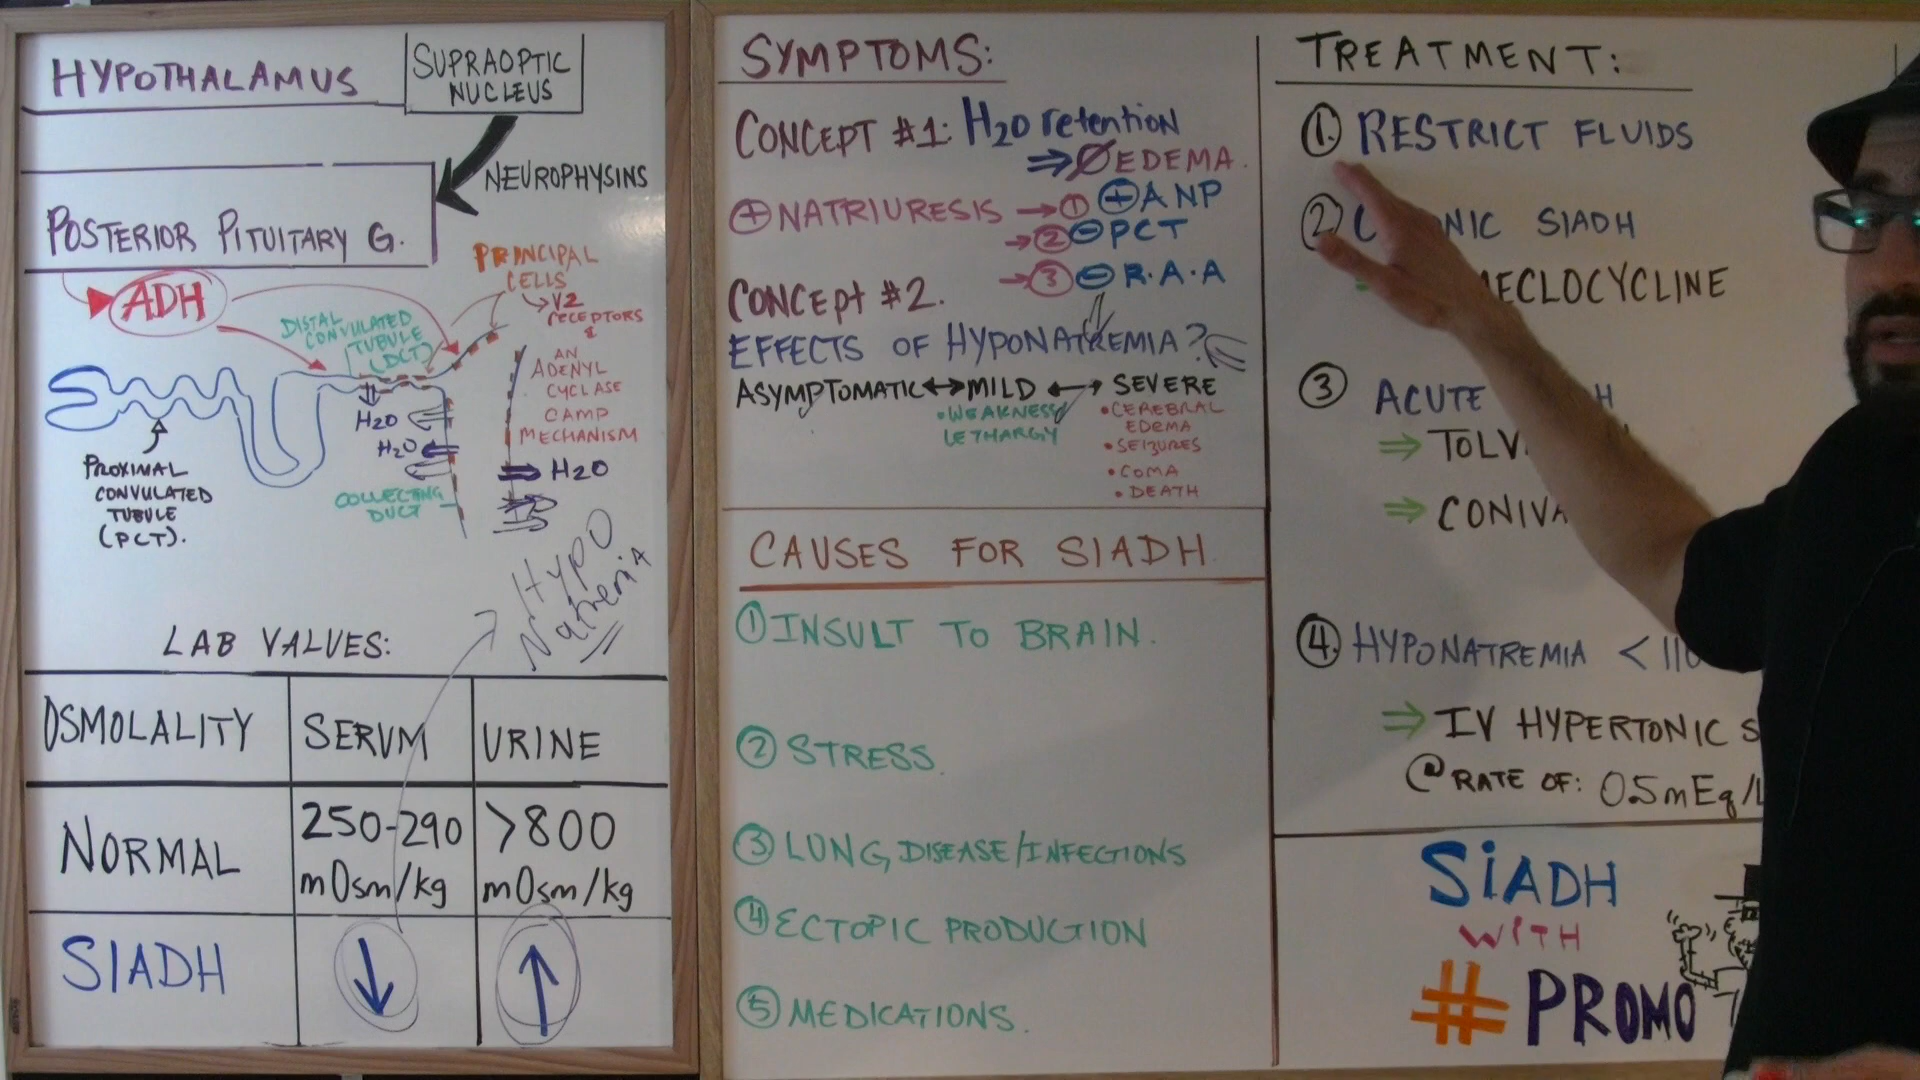 HYPOTHALAMUS
SUPRAOPTIC
NUCLEUS
NEUROPHYSINS
POSTERIOR PITUITARY G.
ADH
PRINCIPAL
CELLS
V2
RECEPTORS
&
AN
ADENYL
CYCLASE
CAMP
MECHANISM
DISTAL
CONVULATED
TUBULE
(DCT)
H2O
H2O
H2O
PROXIMAL
CONVULATED
TUBULE
(PCT).
COLLECTING
DUCT
HYPO
Natremia
LAB VALUES:
OSMOLALITY SERUM URINE
NORMAL 250-290 mOsm/kg >800 mOsm/kg
SIADH ↓ ↑
SYMPTOMS:
CONCEPT #1: H2O retention
⇒ Ø EDEMA.
⊕ NATRIURESIS → ① ⊕ ANP
→ ② ⊖ PCT
→ ③ ⊖ R.A.A
CONCEPT #2.
EFFECTS OF HYPONATREMIA?
ASYMPTOMATIC ↔ MILD ↔ SEVERE
• WEAKNESS
LETHARGY
• CEREBRAL
EDEMA
• SEIZURES
• COMA
• DEATH
CAUSES FOR SIADH.
① INSULT TO BRAIN.
② STRESS.
③ LUNG, DISEASE/INFECTIONS
④ ECTOPIC PRODUCTION
⑤ MEDICATIONS.
TREATMENT:
①. RESTRICT FLUIDS
② C NIC SIADH
MECLOCYCLINE
③ ACUTE H
⇒ TOLV
⇒ CONIVA
④. HYPONATREMIA < 110
⇒ IV HYPERTONIC S
@ RATE OF: 0.5 mEq/L
SiADH
WITH
# PROMO